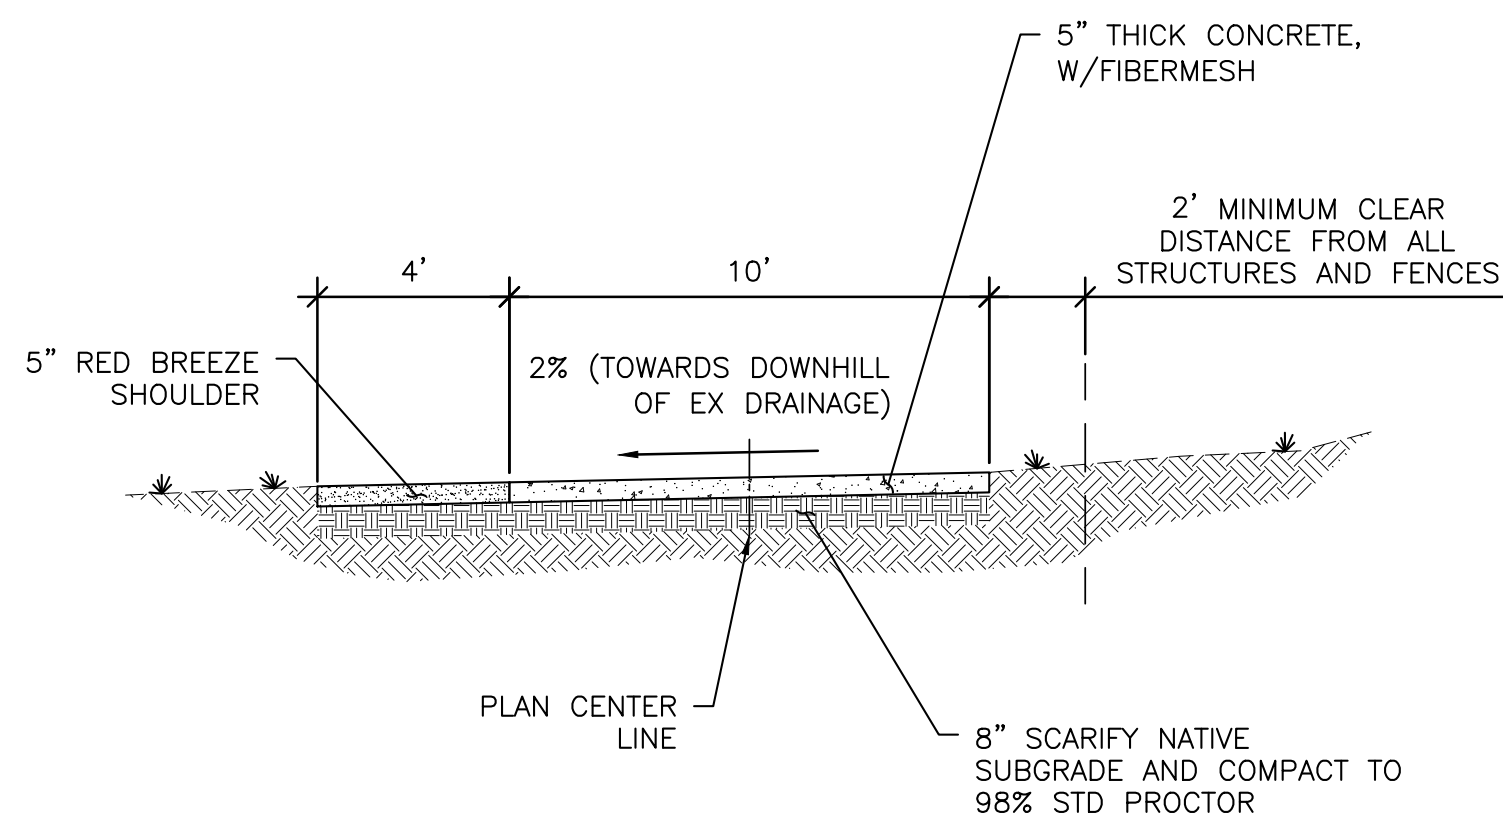 5” THICK CONCRETE,
W/FIBERMESH
2’ MINIMUM CLEAR
DISTANCE FROM ALL
STRUCTURES AND FENCES
4’
10’
5” RED BREEZE
SHOULDER
2% (TOWARDS DOWNHILL
OF EX DRAINAGE)
PLAN CENTER
LINE
8” SCARIFY NATIVE
SUBGRADE AND COMPACT TO
98% STD PROCTOR